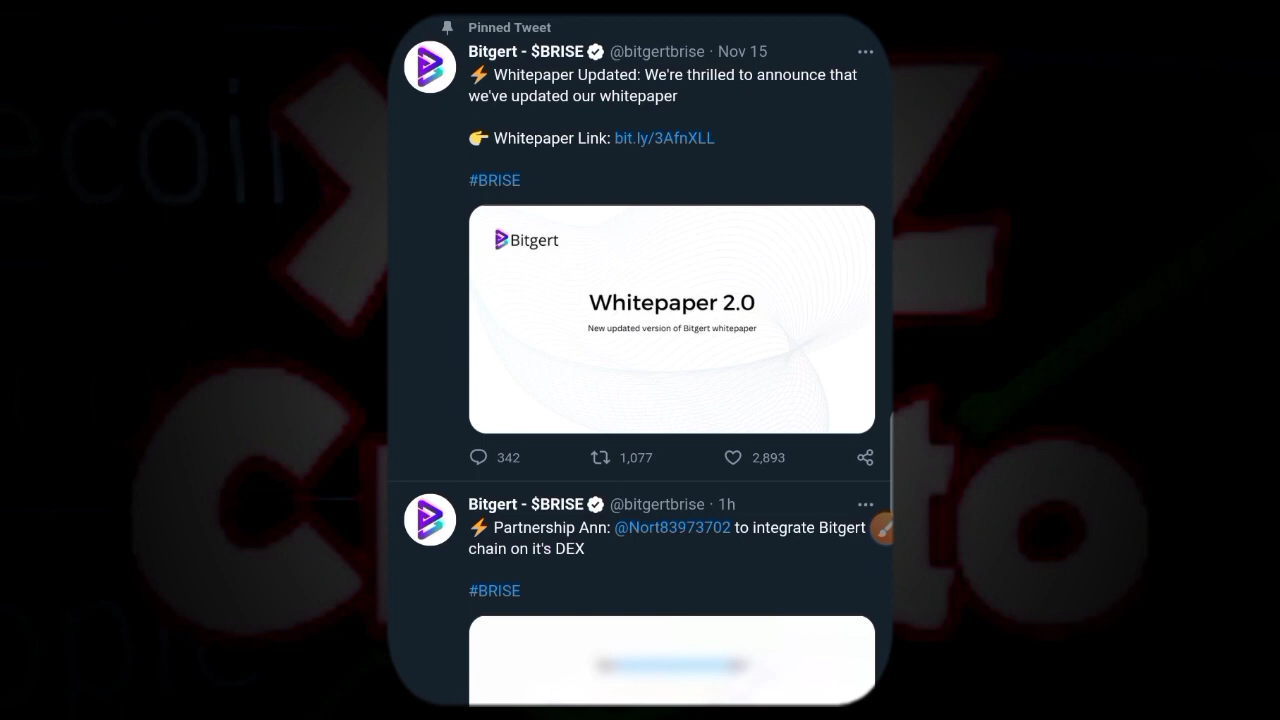 Pinned Tweet
Bitgert - $BRISE @bitgertbrise · Nov 15
⚡ Whitepaper Updated: We're thrilled to announce that
we've updated our whitepaper
👉 Whitepaper Link: bit.ly/3AfnXLL
#BRISE
Bitgert
Whitepaper 2.0
New updated version of Bitgert whitepaper
342 1,077 2,893
Bitgert - $BRISE @bitgertbrise · 1h
⚡ Partnership Ann: @Nort83973702 to integrate Bitgert
chain on it's DEX
#BRISE